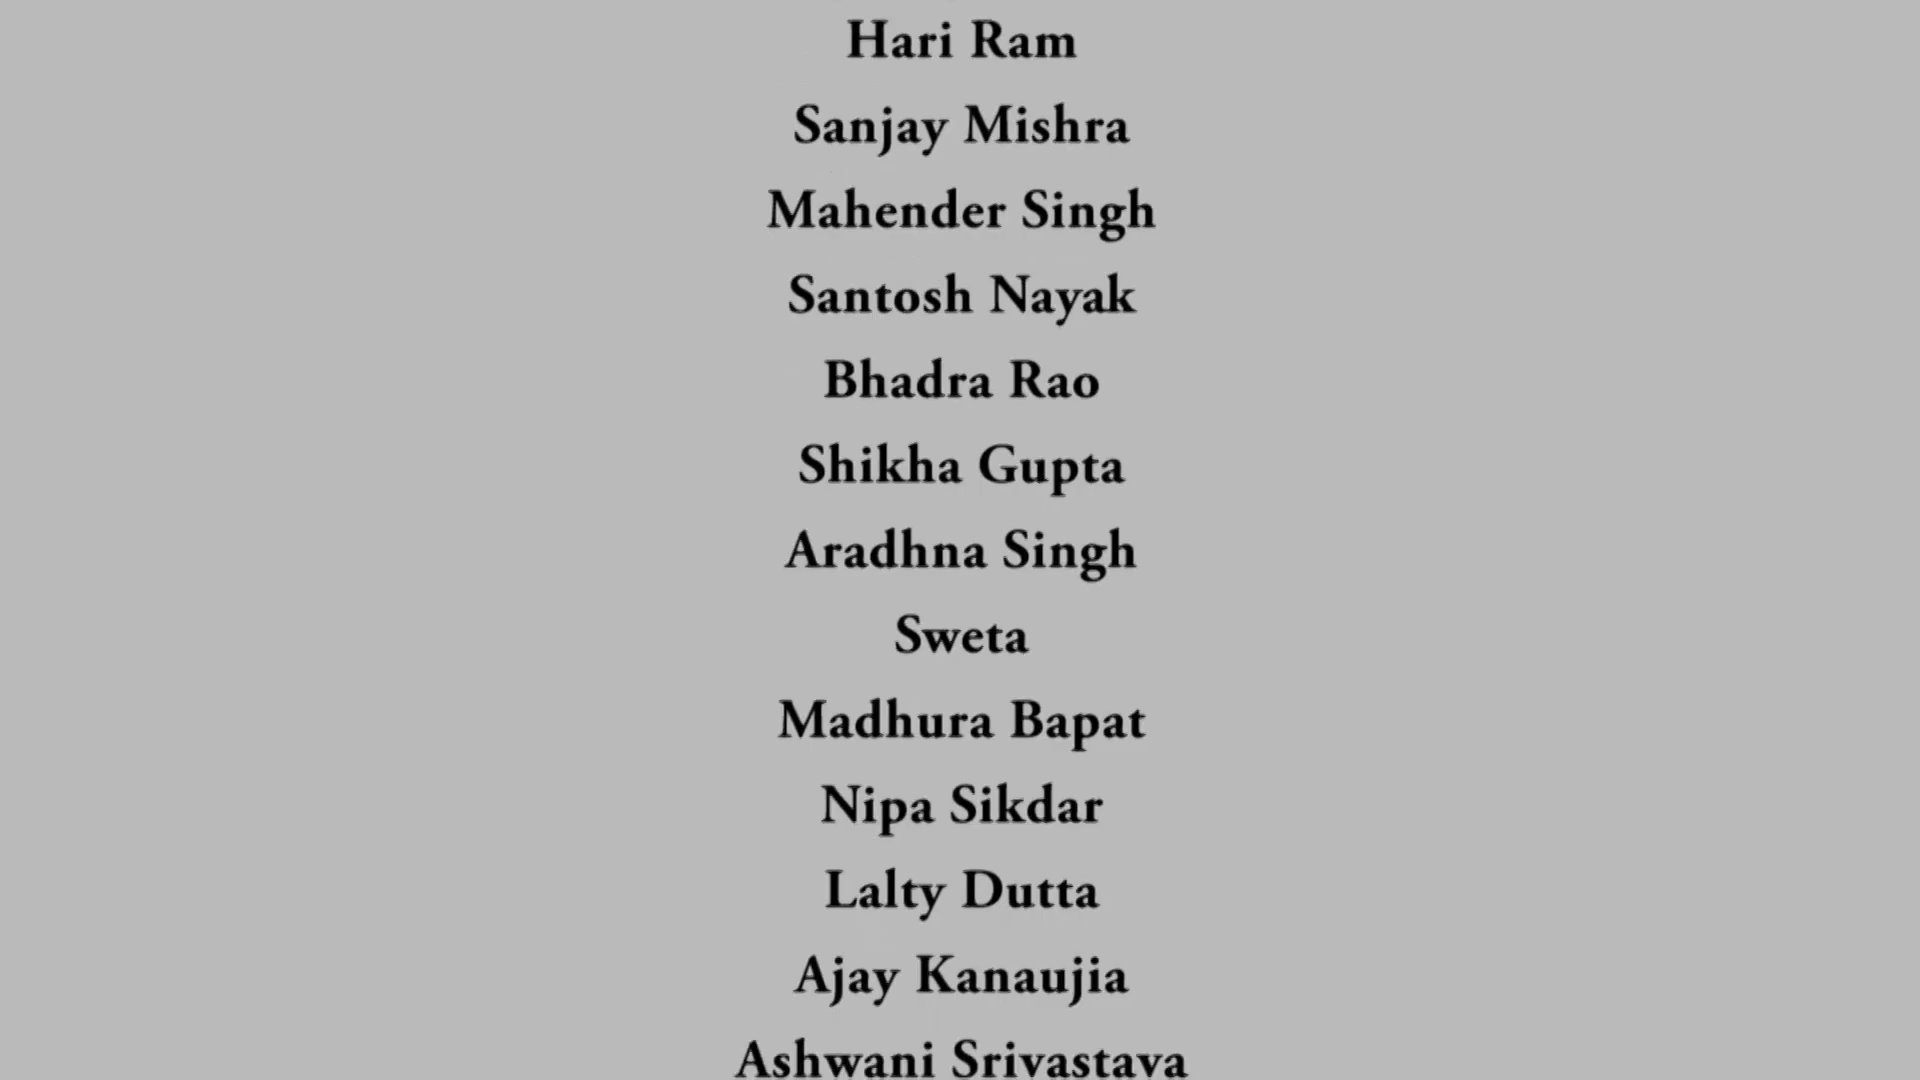 Hari Ram
Sanjay Mishra
Mahender Singh
Santosh Nayak
Bhadra Rao
Shikha Gupta
Aradhna Singh
Sweta
Madhura Bapat
Nipa Sikdar
Lalty Dutta
Ajay Kanaujia
Ashwani Srivastava